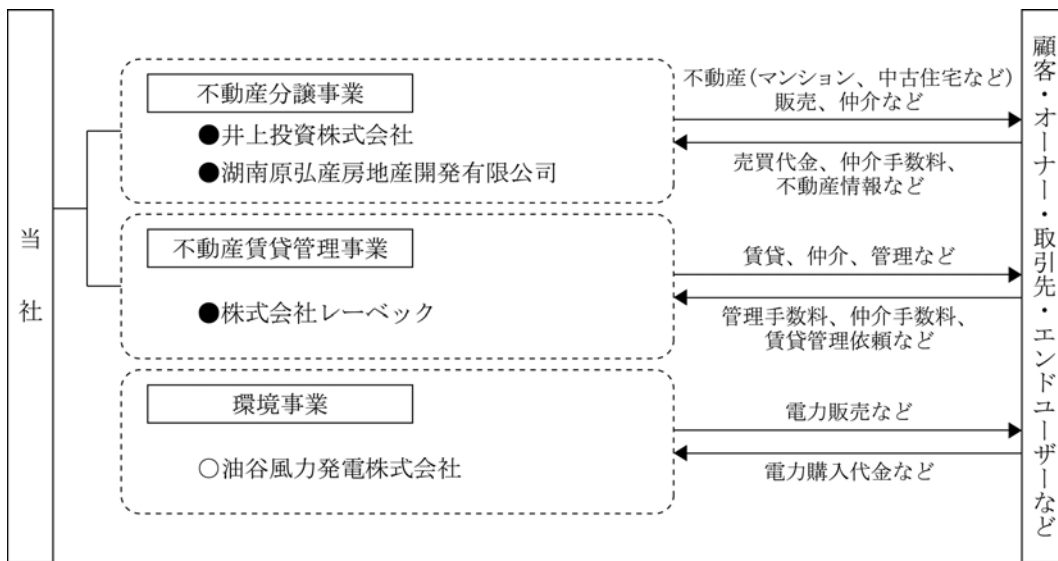 当社
不動産分譲事業
●井上投資株式会社
●湖南原弘産房地産開発有限公司
不動産(マンション、中古住宅など)
販売、仲介など
売買代金、仲介手数料、
不動産情報など
不動産賃貸管理事業
●株式会社レーベック
賃貸、仲介、管理など
管理手数料、仲介手数料、
賃貸管理依頼など
環境事業
○油谷風力発電株式会社
電力販売など
電力購入代金など
顧客・オーナー・取引先・エンドユーザーなど